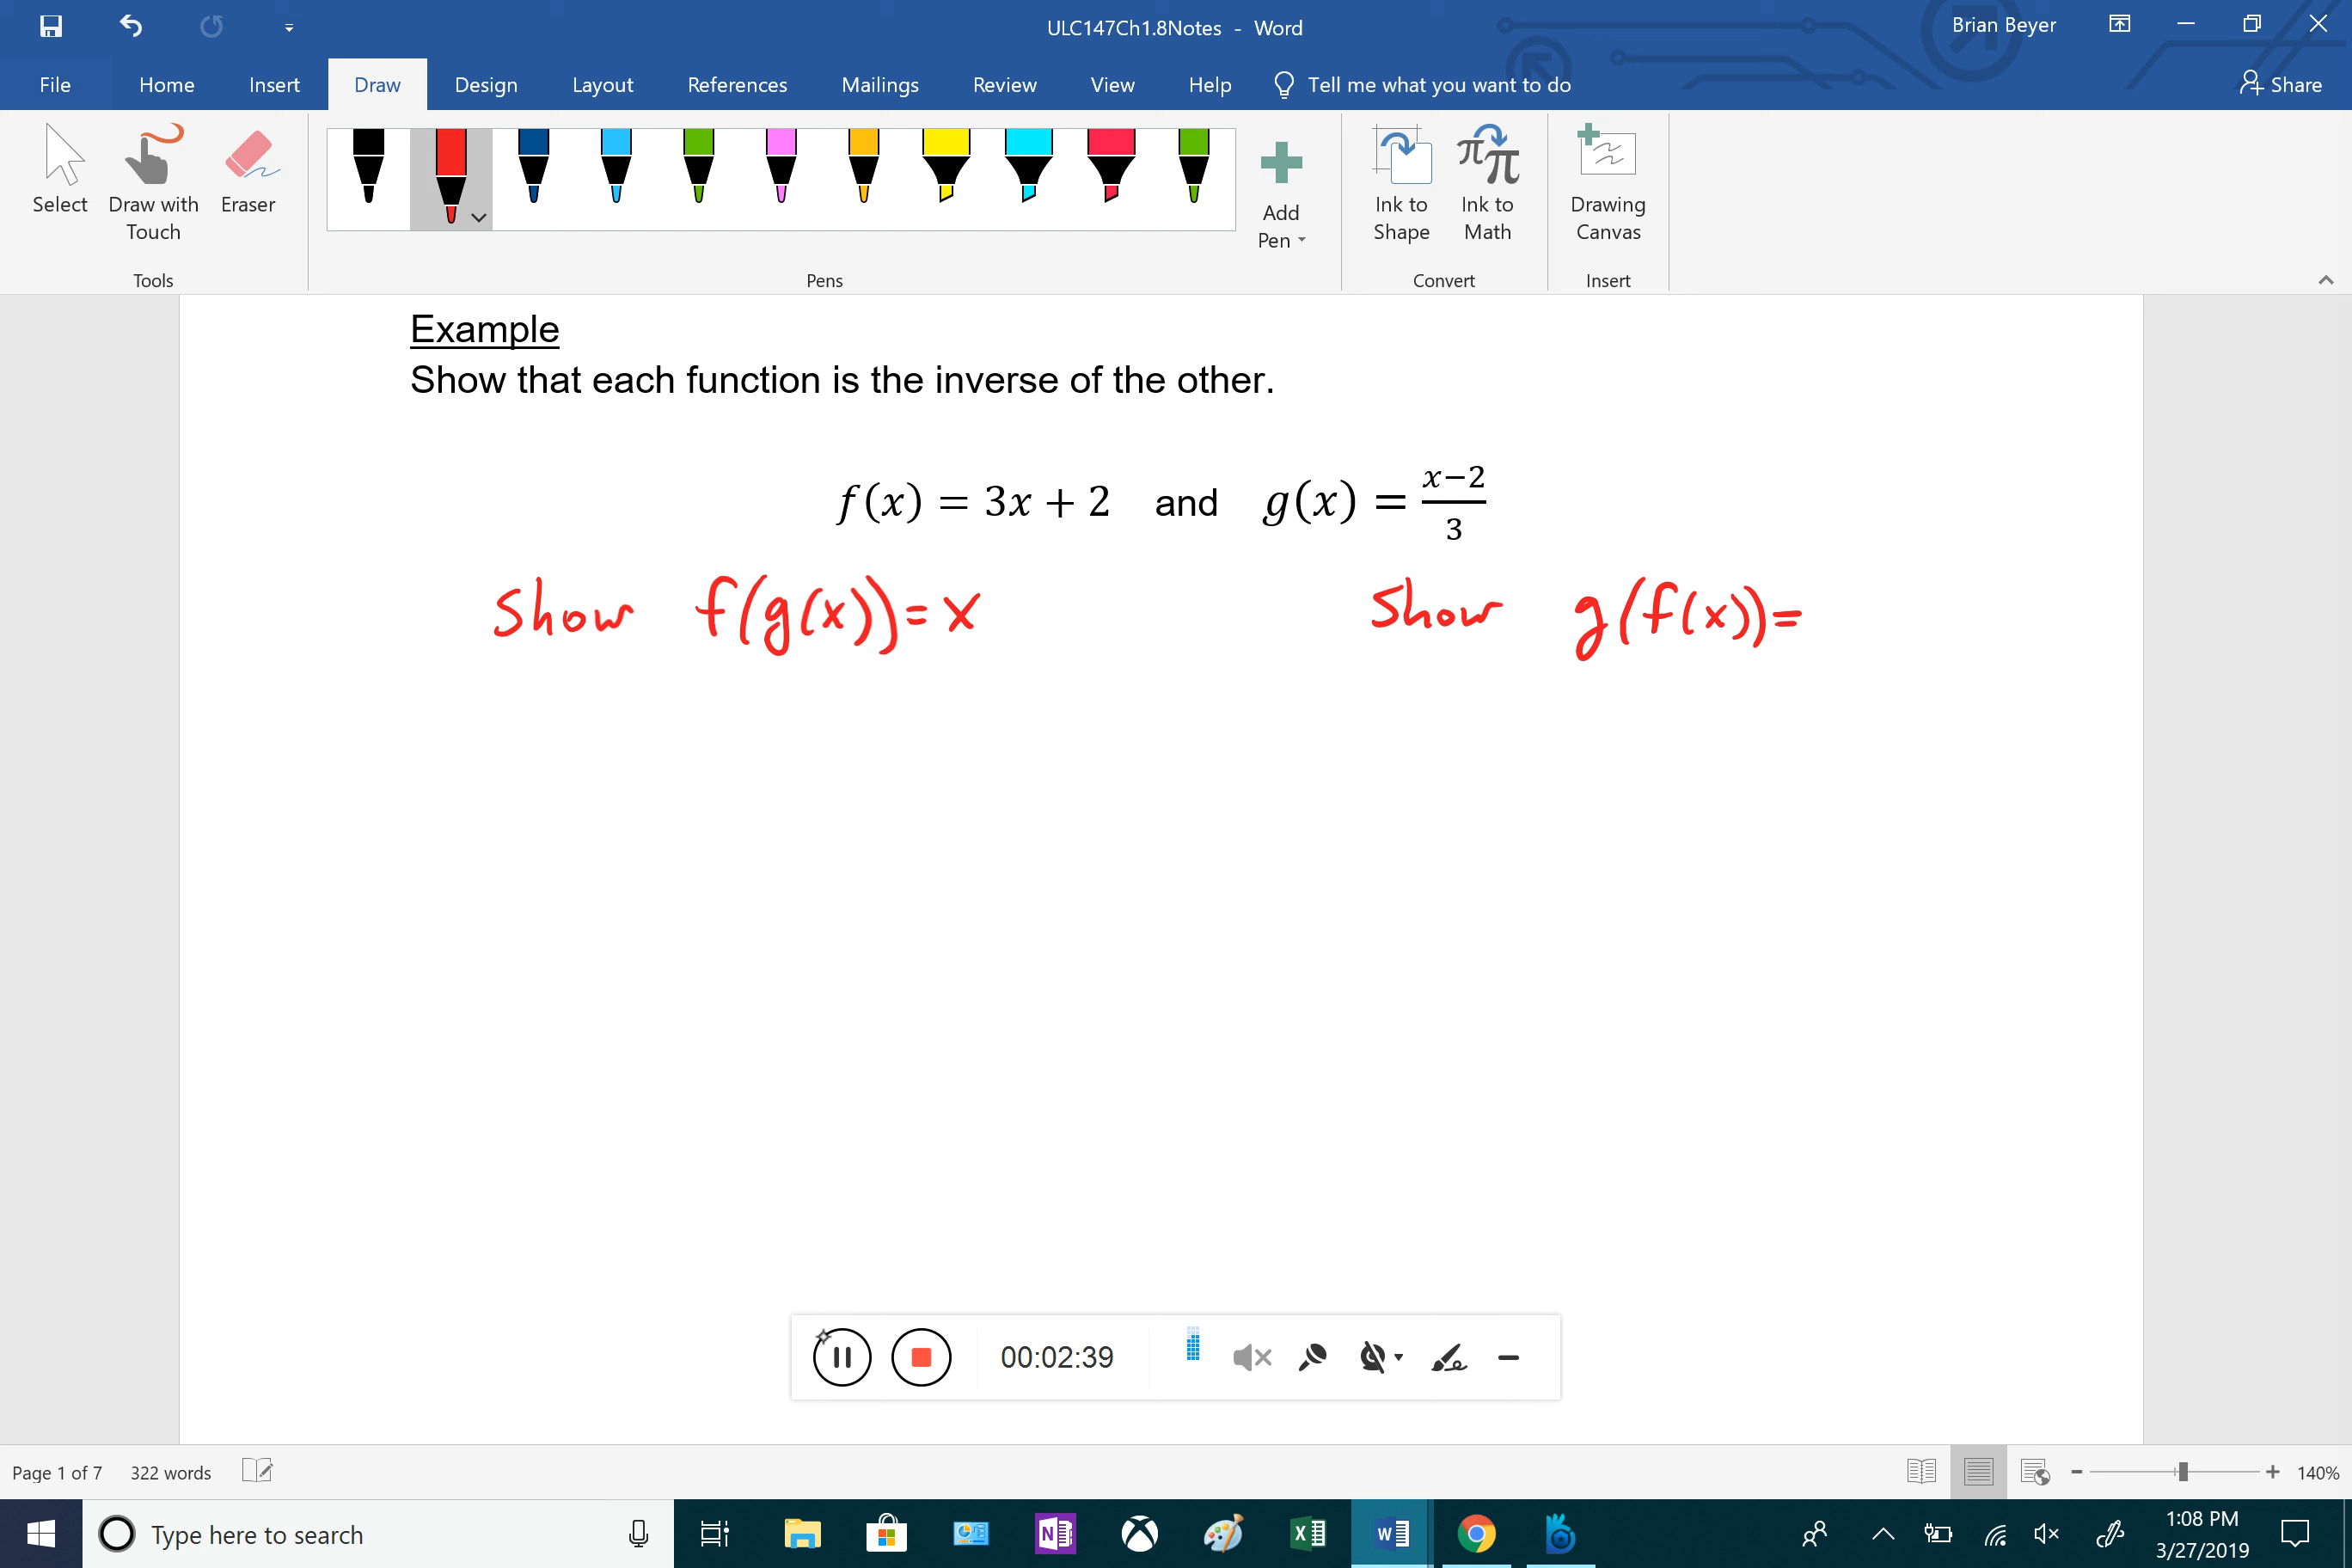 ULC147Ch1.8Notes - Word
Brian Beyer
File Home Insert Draw Design Layout References Mailings Review View Help Tell me what you want to do Share
Select Draw with Touch Eraser
Add Pen
Ink to Shape Ink to Math
Drawing Canvas
Tools Pens Convert Insert
Example
Show that each function is the inverse of the other.
f(x) = 3x + 2 and g(x) = \frac{x-2}{3}
Show f(g(x))=x Show g(f(x))=
00:02:39
Page 1 of 7 322 words 140%
Type here to search
1:08 PM
3/27/2019